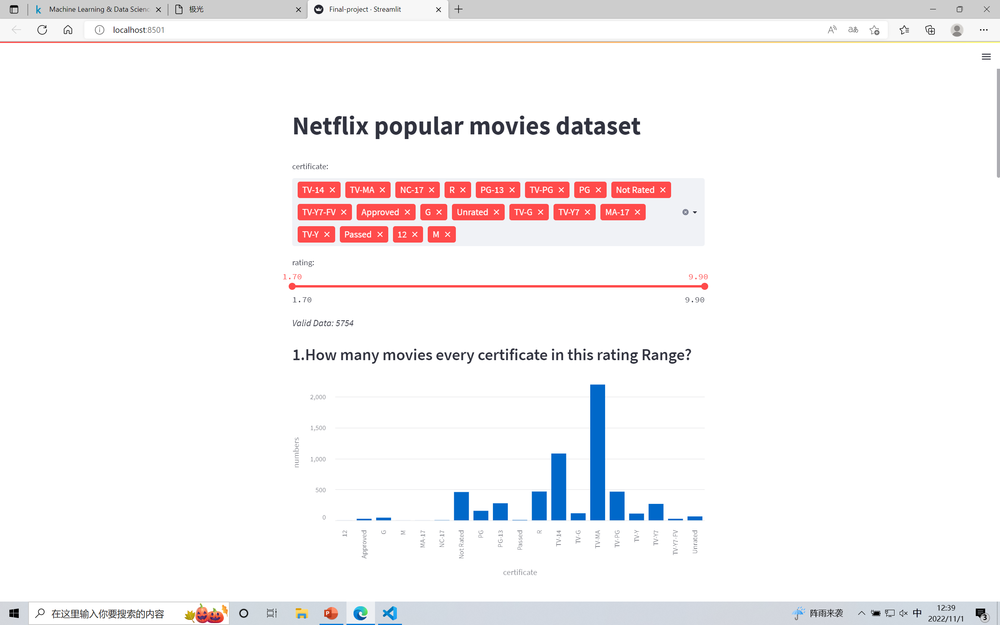 Machine Learning & Data Scienc
极光
Final-project · Streamlit
localhost:8501
Netflix popular movies dataset
certificate:
TV-14 TV-MA NC-17 R PG-13 TV-PG PG Not Rated
TV-Y7-FV Approved G Unrated TV-G TV-Y7 MA-17
TV-Y Passed 12 M
rating:
1.70 9.90
1.70 9.90
Valid Data: 5754
1.How many movies every certificate in this rating Range?
2,000
1,500
1,000
500
0
numbers
12 Approved G M MA-17 NC-17 Not Rated PG PG-13 Passed R TV-14 TV-G TV-MA TV-PG TV-Y TV-Y7 TV-Y7-FV Unrated
certificate
在这里输入你要搜索的内容
阵雨来袭
中
12:39
2022/11/1
3